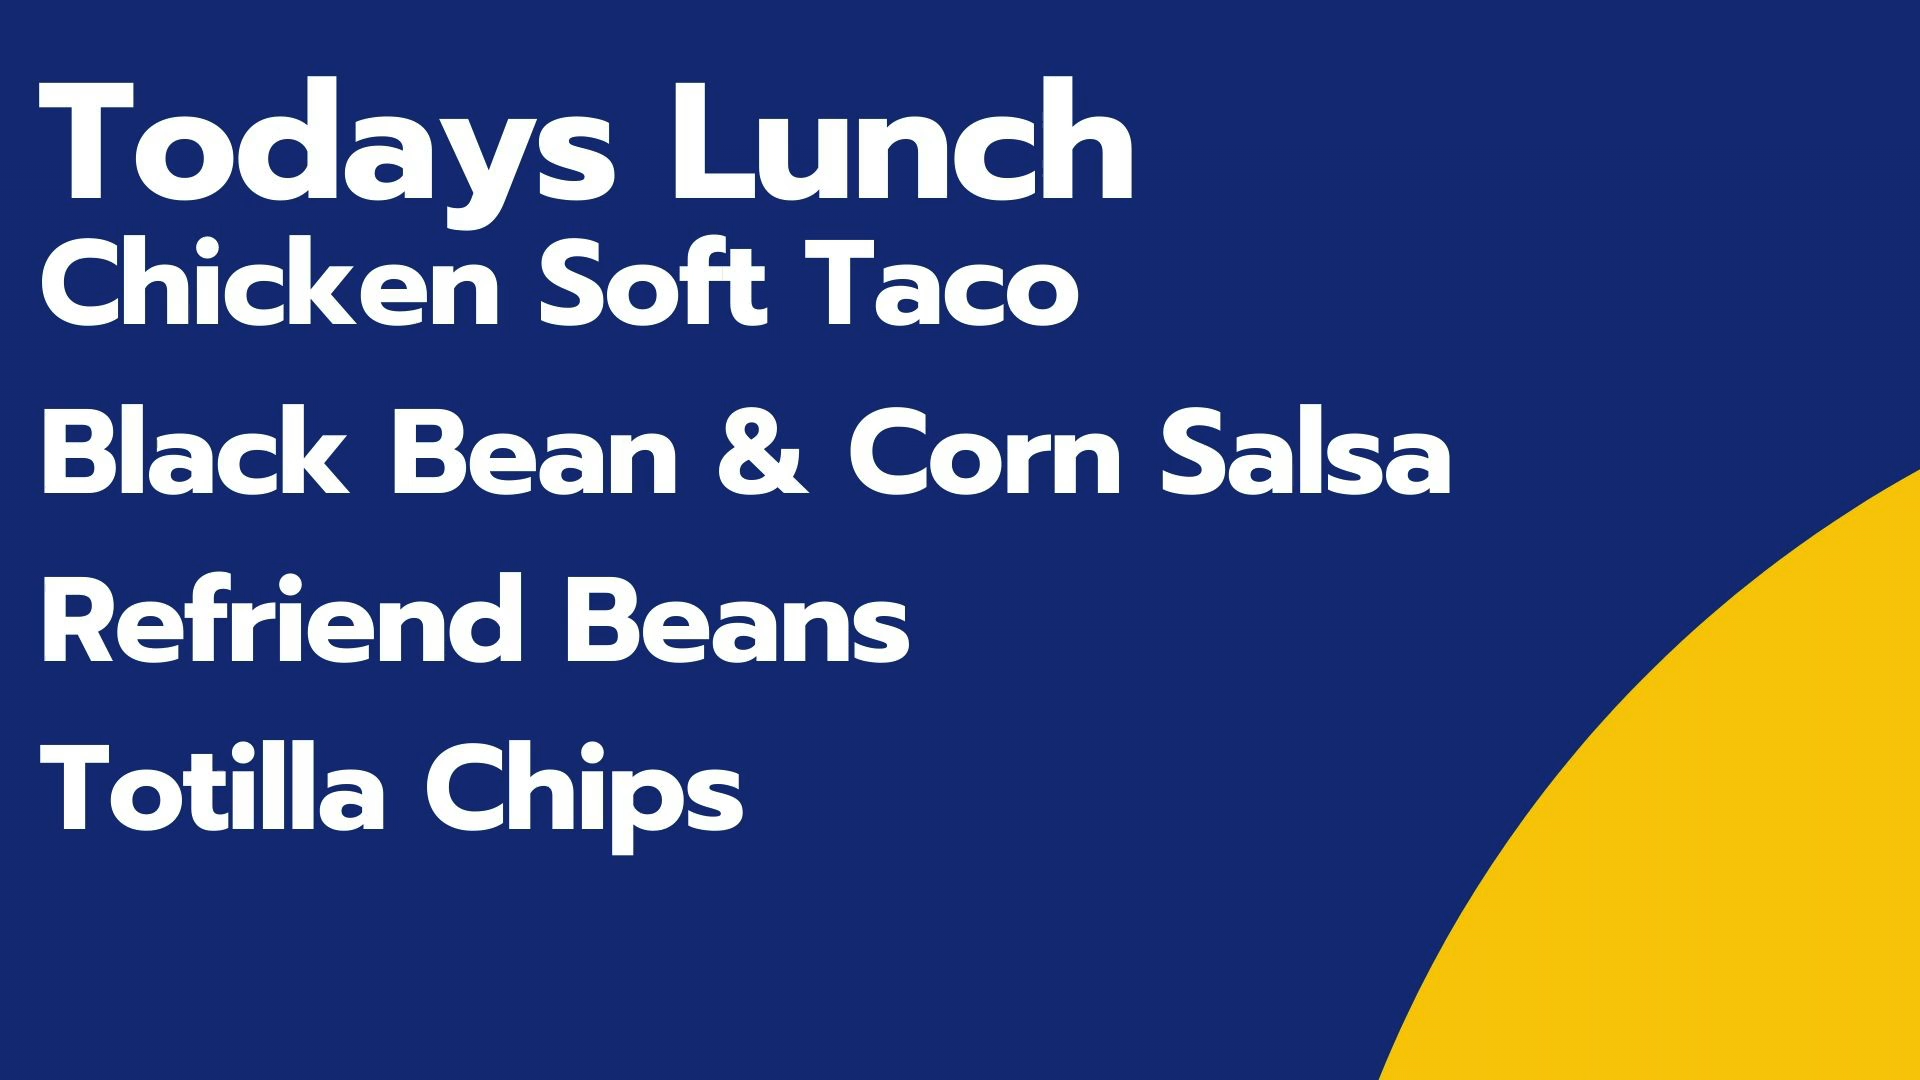 Todays Lunch
Chicken Soft Taco
Black Bean & Corn Salsa
Refriend Beans
Totilla Chips